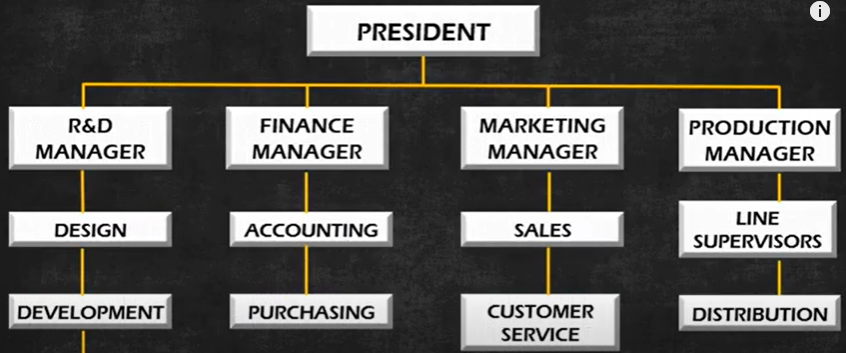 PRESIDENT
R&D
MANAGER
FINANCE
MANAGER
MARKETING
MANAGER
PRODUCTION
MANAGER
DESIGN
ACCOUNTING
SALES
LINE
SUPERVISORS
DEVELOPMENT
PURCHASING
CUSTOMER
SERVICE
DISTRIBUTION